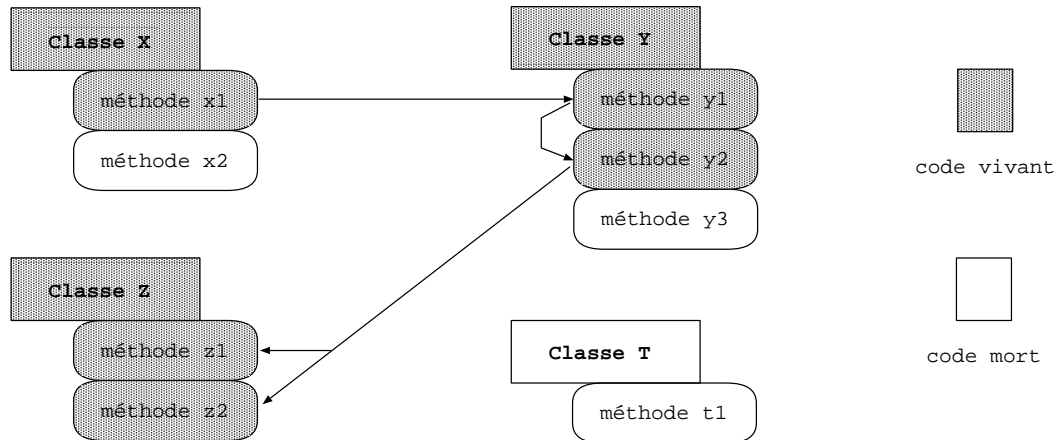 Classe X
méthode x1
méthode x2
Classe Y
méthode y1
méthode y2
méthode y3
Classe Z
méthode z1
méthode z2
Classe T
méthode t1
code vivant
code mort